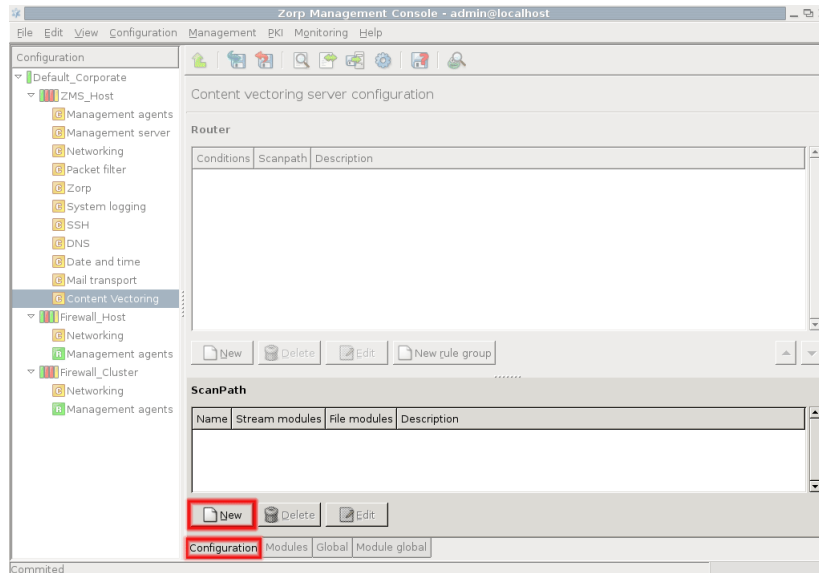 Zorp Management Console - admin@localhost
File Edit View Configuration Management PKI Monitoring Help
Configuration
Default_Corporate
ZMS_Host
Management agents
Management server
Networking
Packet filter
Zorp
System logging
SSH
DNS
Date and time
Mail transport
Content Vectoring
Firewall_Host
Networking
Management agents
Firewall_Cluster
Networking
Management agents
Content vectoring server configuration
Router
Conditions Scanpath Description
New Delete Edit New rule group
ScanPath
Name Stream modules File modules Description
New Delete Edit
Configuration Modules Global Module global
Commited